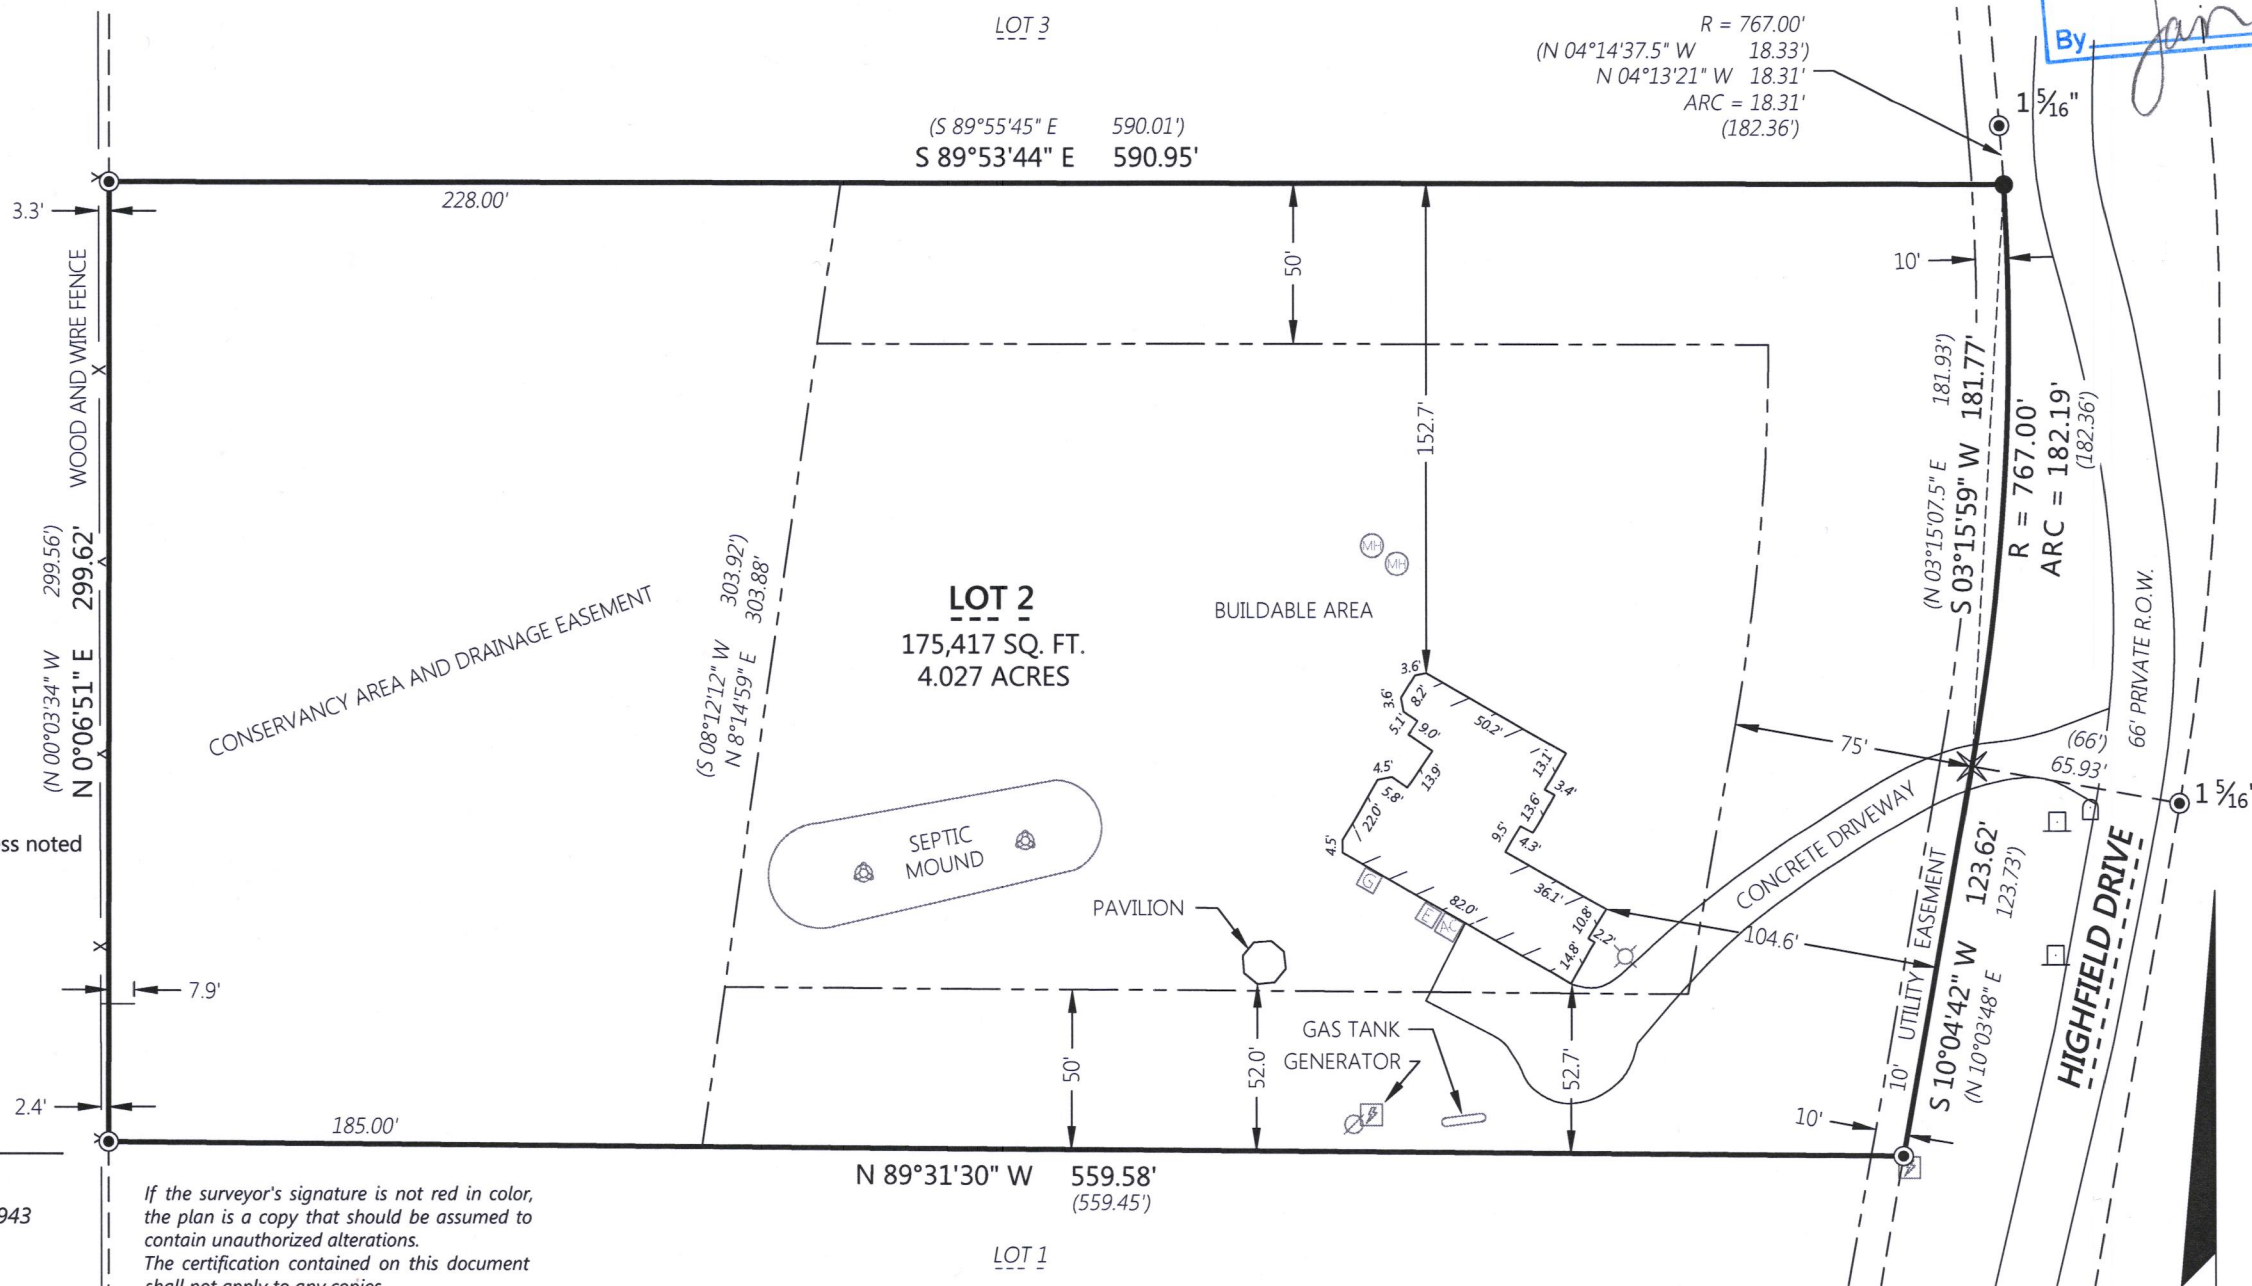 LOT 3
R = 767.00'
(N 04°14'37.5" W 18.33')
N 04°13'21" W 18.31'
ARC = 18.31'
(182.36')
By
1 5/16"
(S 89°55'45" E 590.01')
S 89°53'44" E 590.95'
228.00'
3.3'
WOOD AND WIRE FENCE
(N 00°03'34" W 299.56')
N 0°06'51" E 299.62'
50'
152.7'
10'
(N 03°15'07.5" E 181.93')
S 03°15'59" W 181.77'
R = 767.00'
ARC = 182.19'
(182.36')
CONSERVANCY AREA AND DRAINAGE EASEMENT
(S 08°12'12" W 303.92')
N 8°14'59" E 303.88'
LOT 2
175,417 SQ. FT.
4.027 ACRES
BUILDABLE AREA
MH
MH
3.6'
3.6'
8.2'
5.1'
9.0'
50.2'
13.1'
3.4'
13.6'
9.5'
4.3'
4.5'
5.8'
13.9'
22.0'
4.5'
82.0'
36.1'
10.8'
2.2'
14.8'
G
E
AC
75'
(66')
65.93'
66' PRIVATE R.O.W.
1 5/16"
SEPTIC
MOUND
PAVILION
CONCRETE DRIVEWAY
104.6'
10' UTILITY EASEMENT
S 10°04'42" W 123.62'
(N 10°03'48" E 123.73')
HIGHFIELD DRIVE
ss noted
7.9'
50'
52.0'
GAS TANK
GENERATOR
52.7'
2.4'
185.00'
10'
N 89°31'30" W 559.58'
(559.45')
943
If the surveyor's signature is not red in color,
the plan is a copy that should be assumed to
contain unauthorized alterations.
The certification contained on this document
shall not apply to any copies.
LOT 1